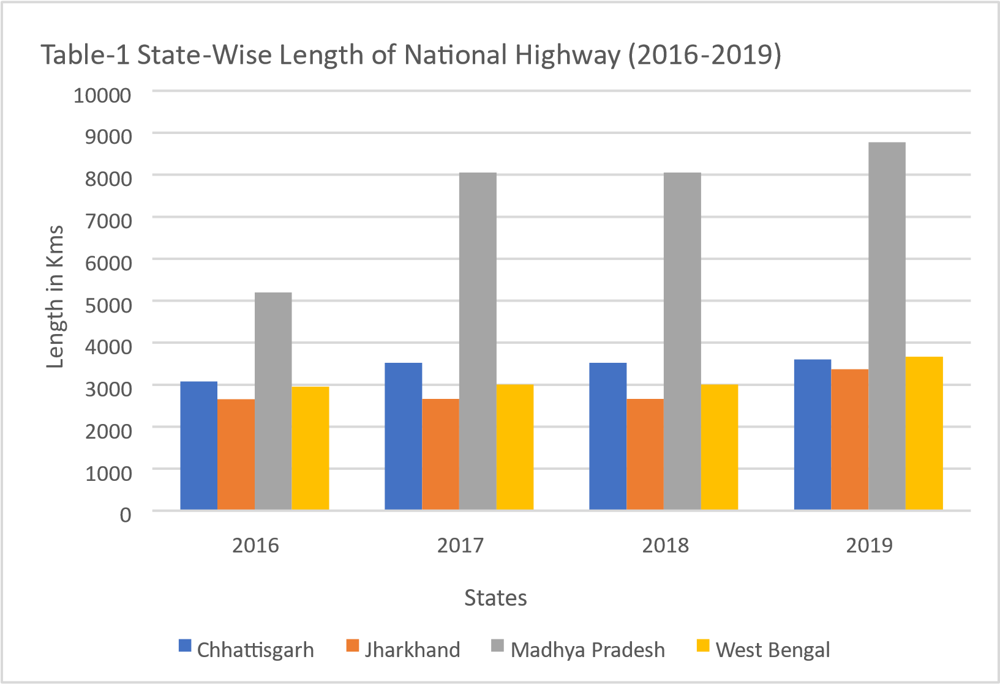 Table-1 State-Wise Length of National Highway (2016-2019)
10000
9000
8000
7000
6000
5000
4000
3000
2000
1000
0
Length in Kms
2016 2017 2018 2019
States
Chhattisgarh Jharkhand Madhya Pradesh West Bengal